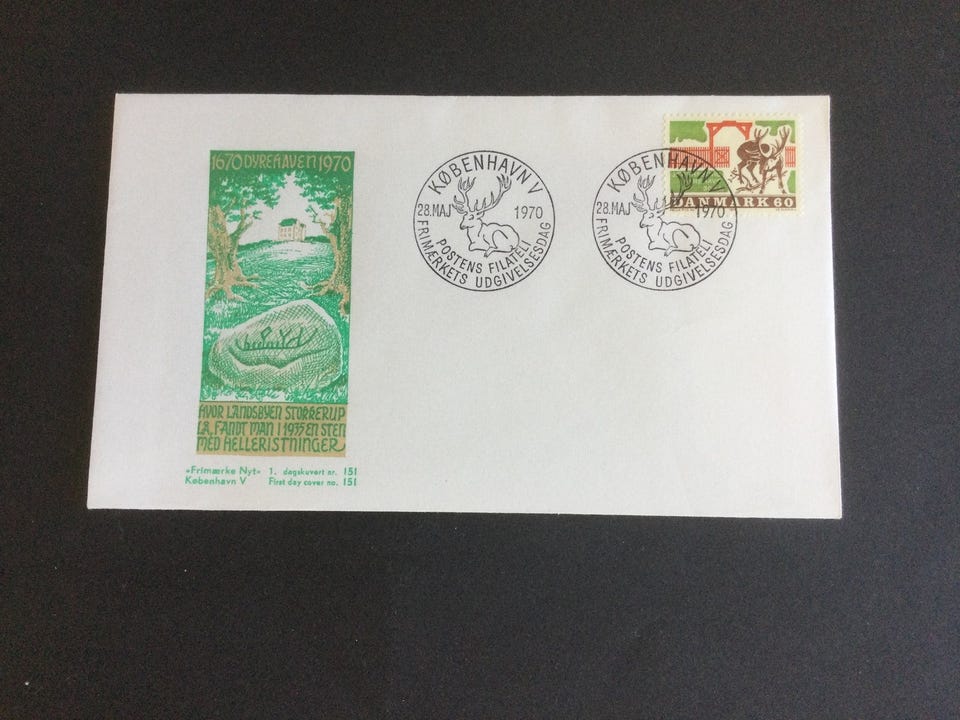 1670 DYREHAVEN 1970
HVOR LANDSBYEN STORRERUP
LÅ, FANDT MAN I 1935 EN STEN
MED HELLERISTNINGER
«Frimærke Nyt» 1. dagskuvert nr. 151
København V First day cover no. 151
KØBENHAVN V
28.MAJ 1970
POSTENS FILATELI
FRIMÆRKETS UDGIVELSESDAG
KØBENHAVN V
28.MAJ 1970
POSTENS FILATELI
FRIMÆRKETS UDGIVELSESDAG
DANMARK 60